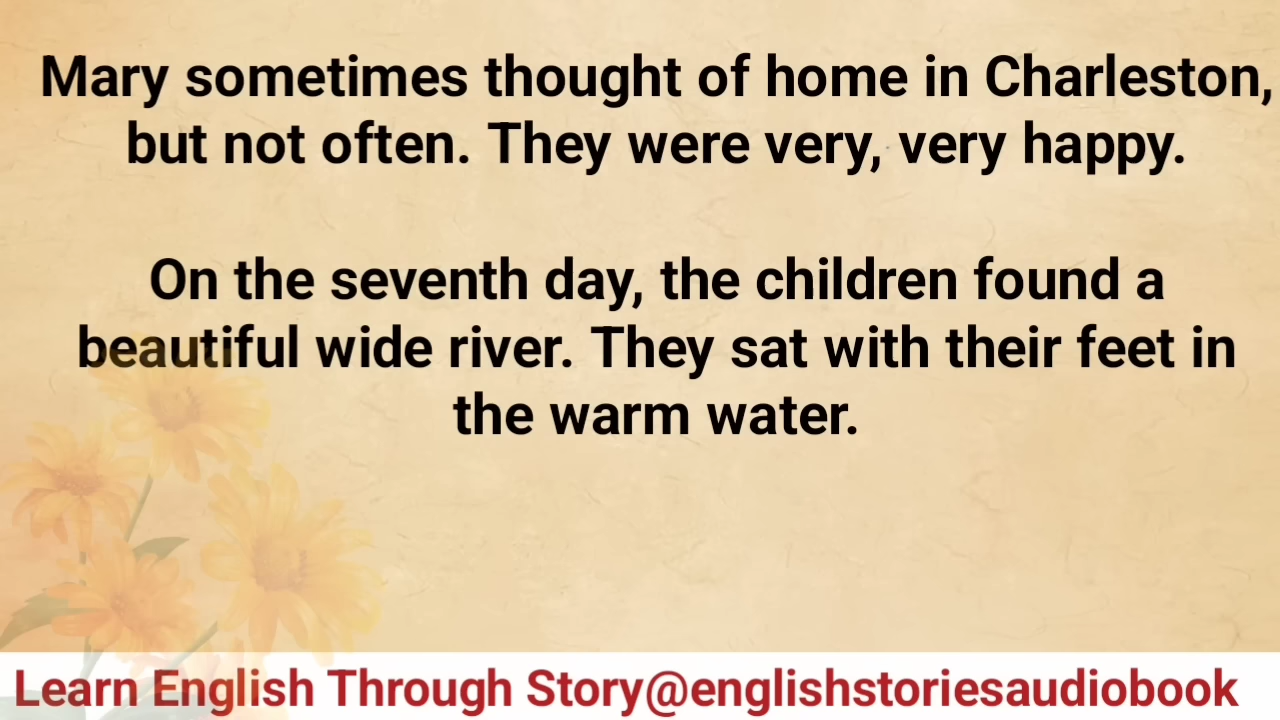 Mary sometimes thought of home in Charleston,
but not often. They were very, very happy.
On the seventh day, the children found a
beautiful wide river. They sat with their feet in
the warm water.
Learn English Through Story@englishstoriesaudiobook